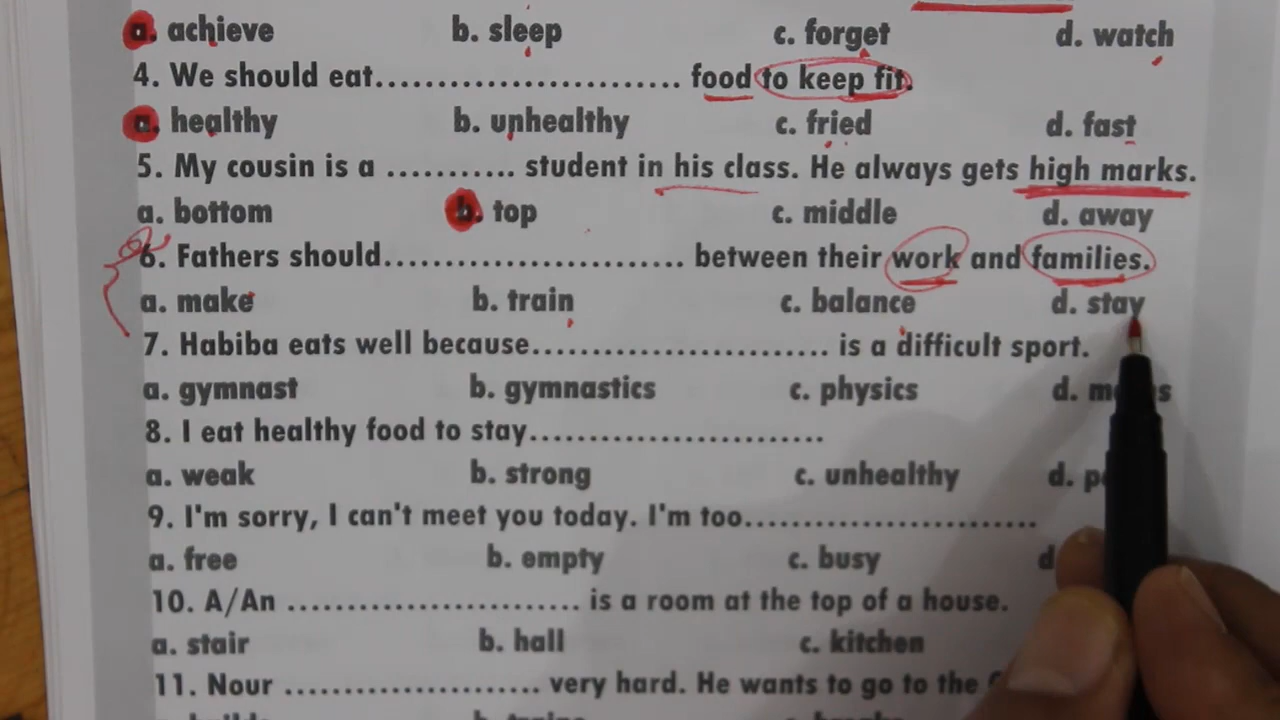 a. achieve b. sleep c. forget d. watch
4. We should eat............................ food to keep fit.
a. healthy b. unhealthy c. fried d. fast
5. My cousin is a ........... student in his class. He always gets high marks.
a. bottom b. top c. middle d. away
6. Fathers should........................... between their work and families.
a. make b. train c. balance d. stay
7. Habiba eats well because.......................... is a difficult sport.
a. gymnast b. gymnastics c. physics d.
8. I eat healthy food to stay..........................
a. weak b. strong c. unhealthy d.
9. I'm sorry, I can't meet you today. I'm too..........................
a. free b. empty c. busy d
10. A/An .......................... is a room at the top of a house.
a. stair b. hall c. kitchen
11. Nour ....................... very hard. He wants to go to the